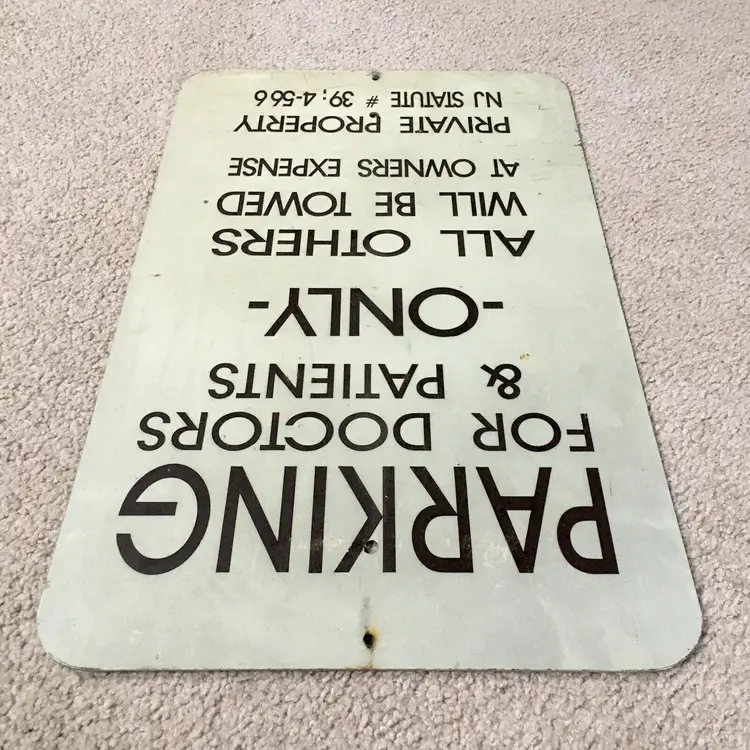 PARKING
FOR DOCTORS
& PATIENTS
-ONLY-
ALL OTHERS
WILL BE TOWED
AT OWNERS EXPENSE
PRIVATE PROPERTY
NJ STATUTE # 39:4-56 6